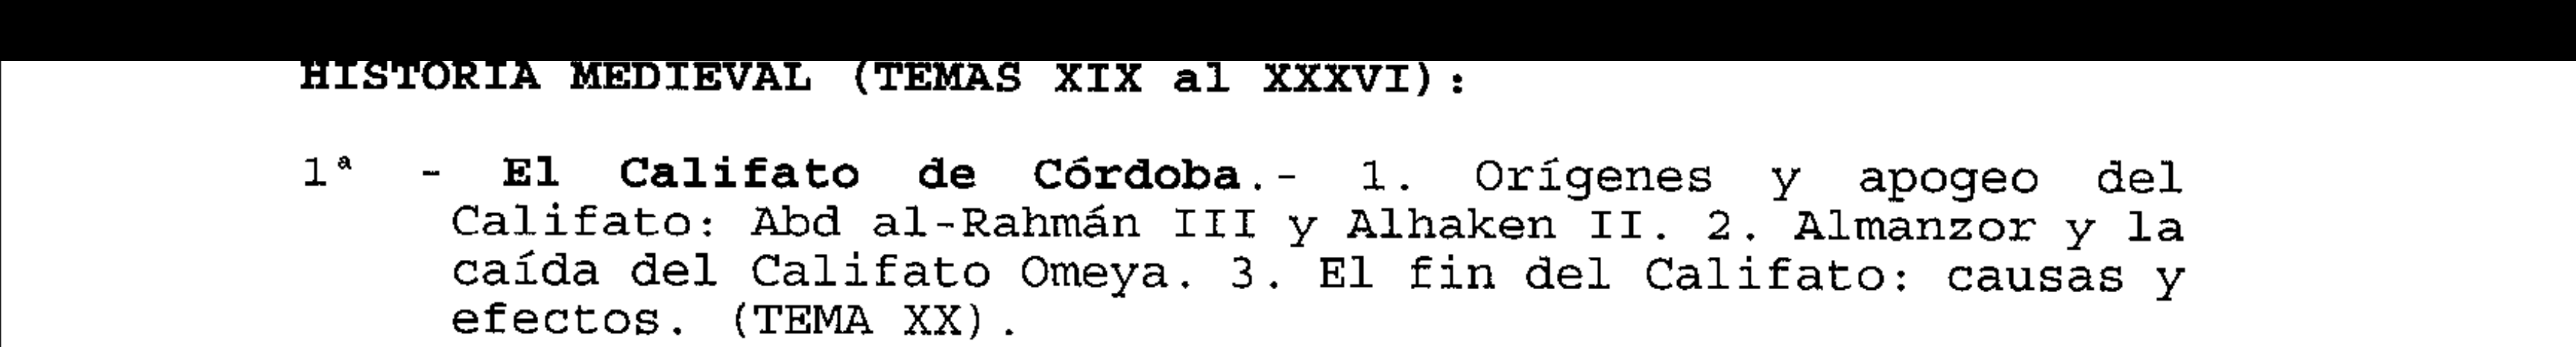 HISTORIA MEDIEVAL (TEMAS XIX al XXXVI):
1ª - El Califato de Córdoba.- 1. Orígenes y apogeo del
Califato: Abd al-Rahmán III y Alhaken II. 2. Almanzor y la
caída del Califato Omeya. 3. El fin del Califato: causas y
efectos. (TEMA XX).